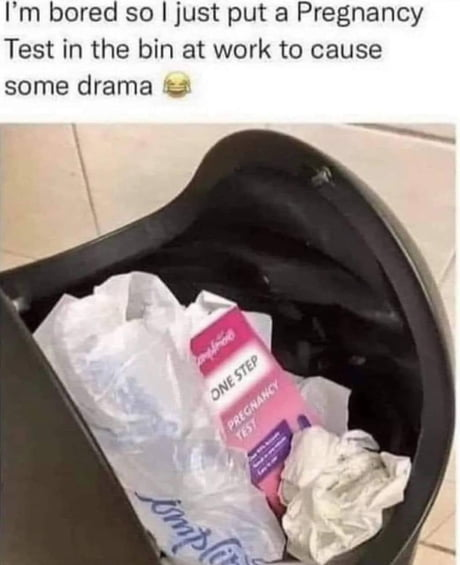 I'm bored so I just put a Pregnancy
Test in the bin at work to cause
some drama 😂
ONE STEP
PREGNANCY
TEST